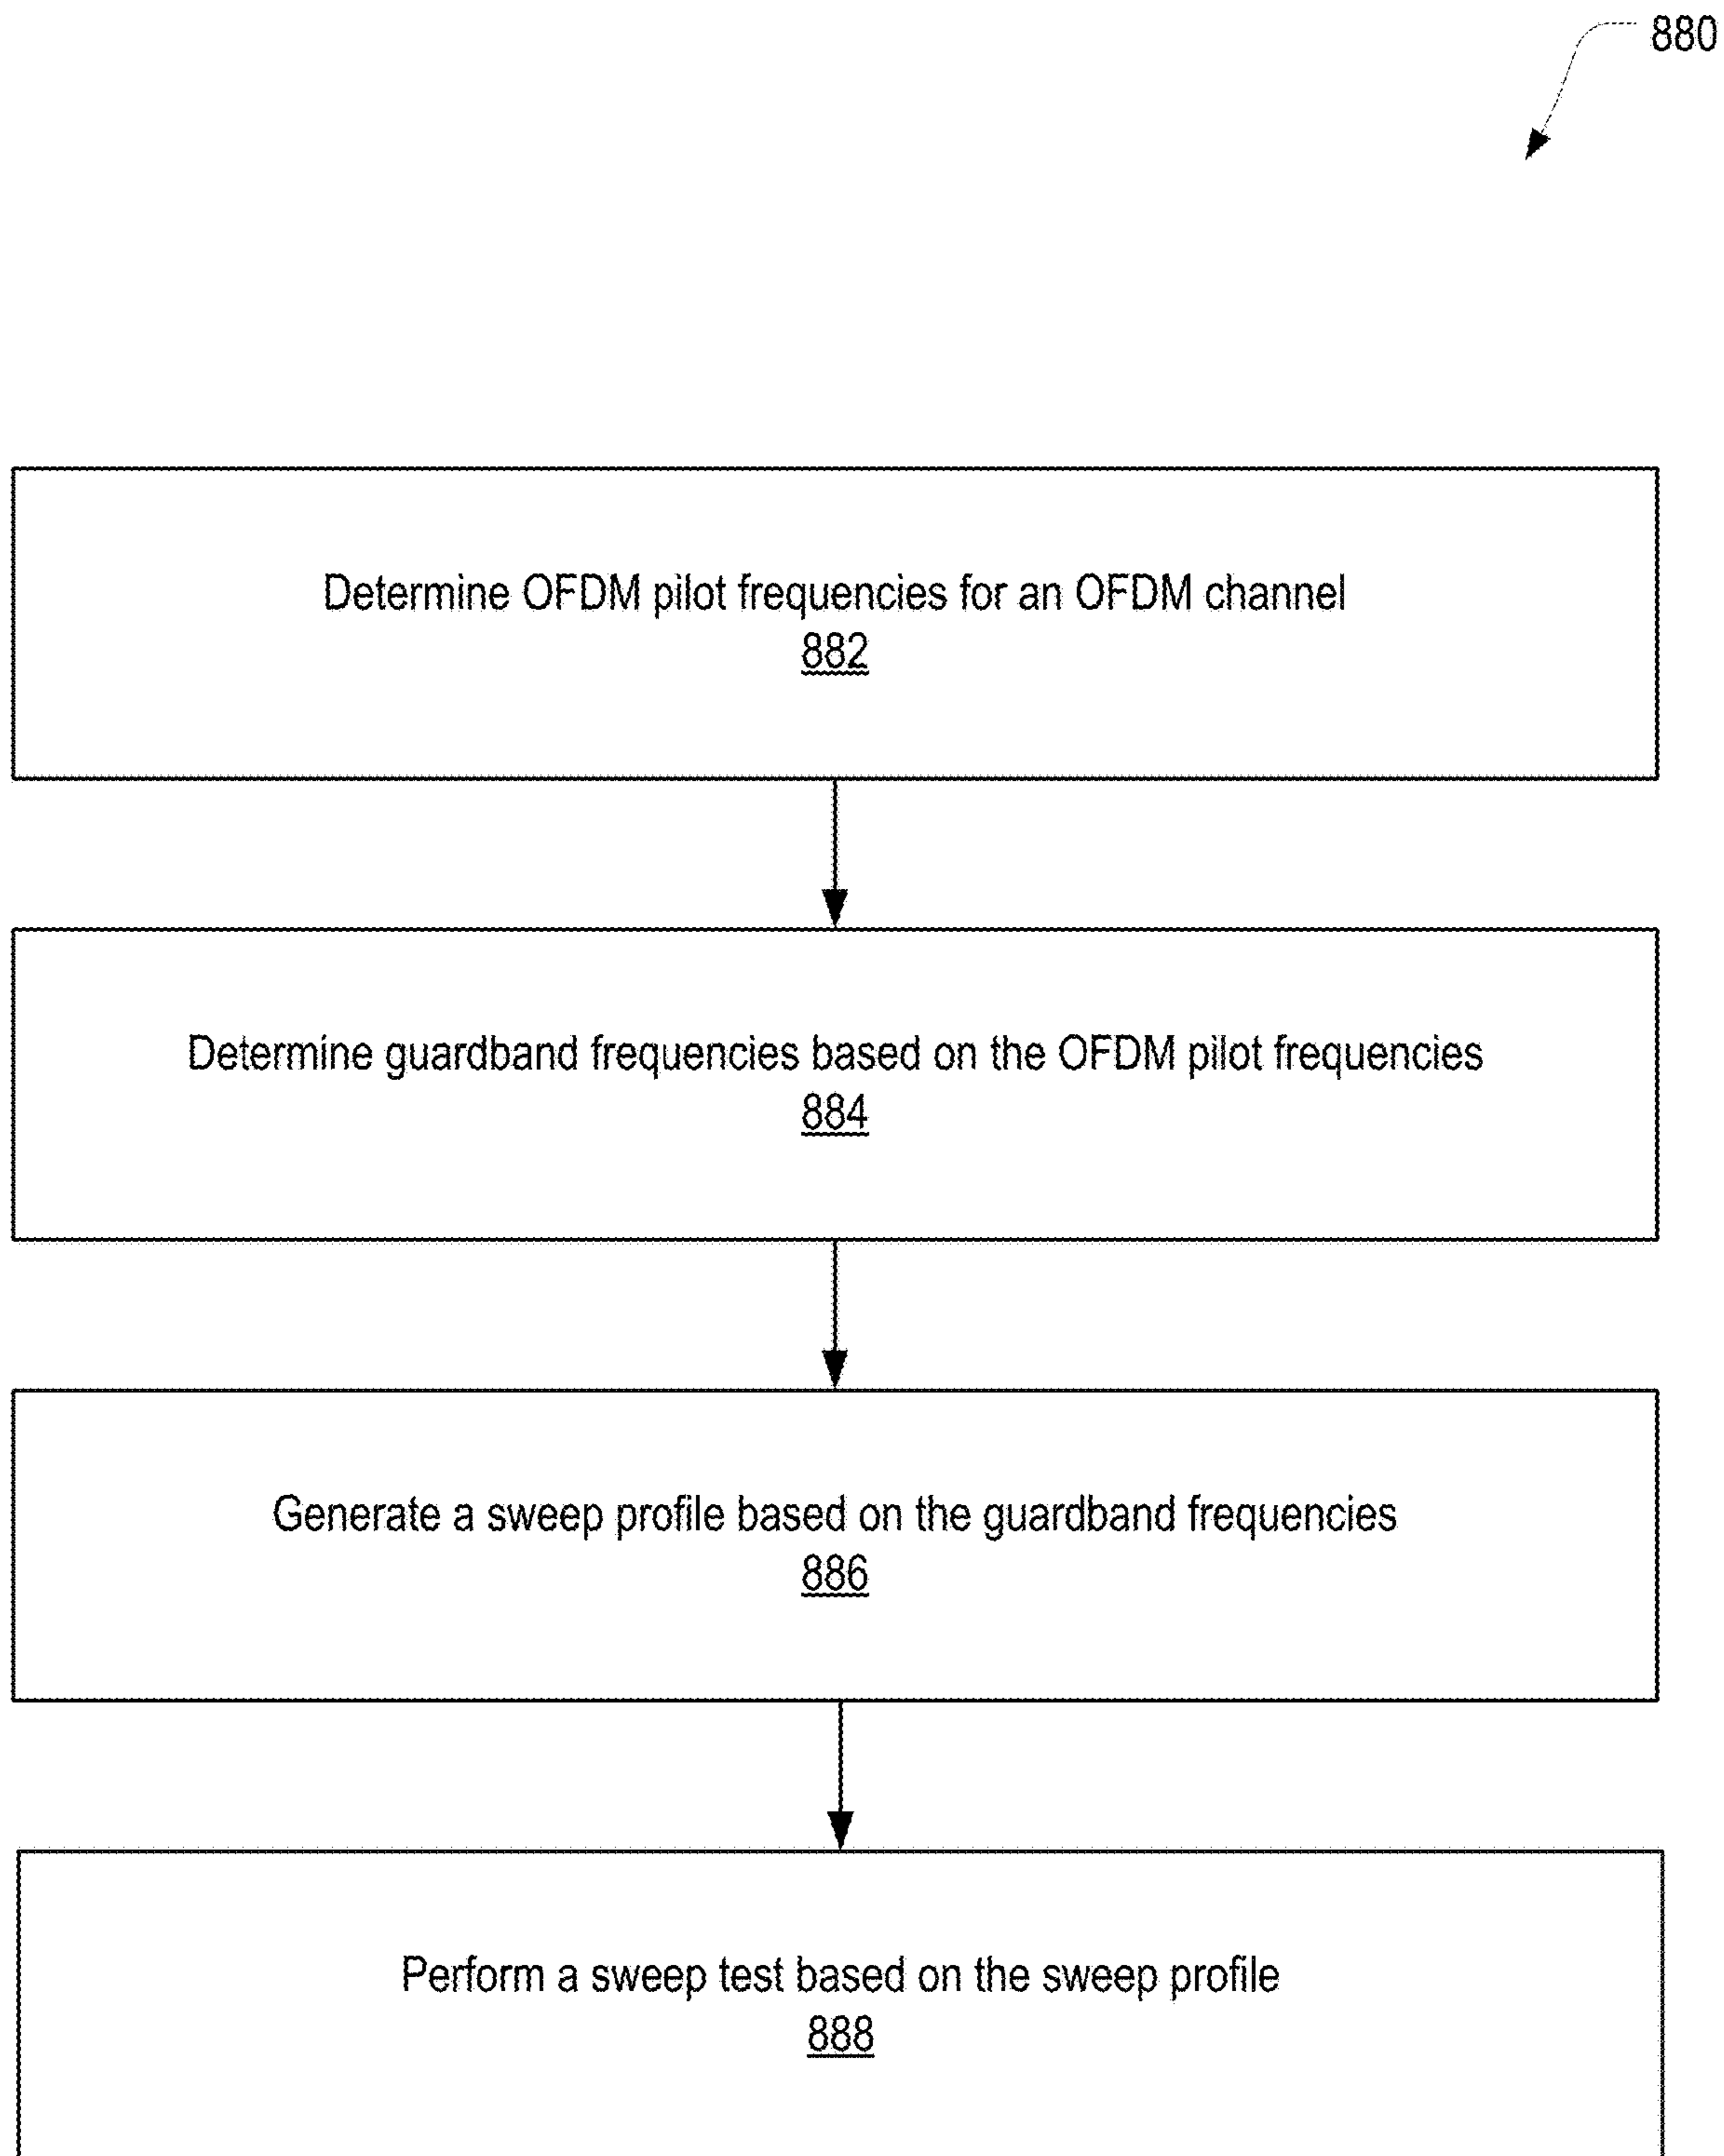 880
Determine OFDM pilot frequencies for an OFDM channel
882
Determine guardband frequencies based on the OFDM pilot frequencies
884
Generate a sweep profile based on the guardband frequencies
886
Perform a sweep test based on the sweep profile
888